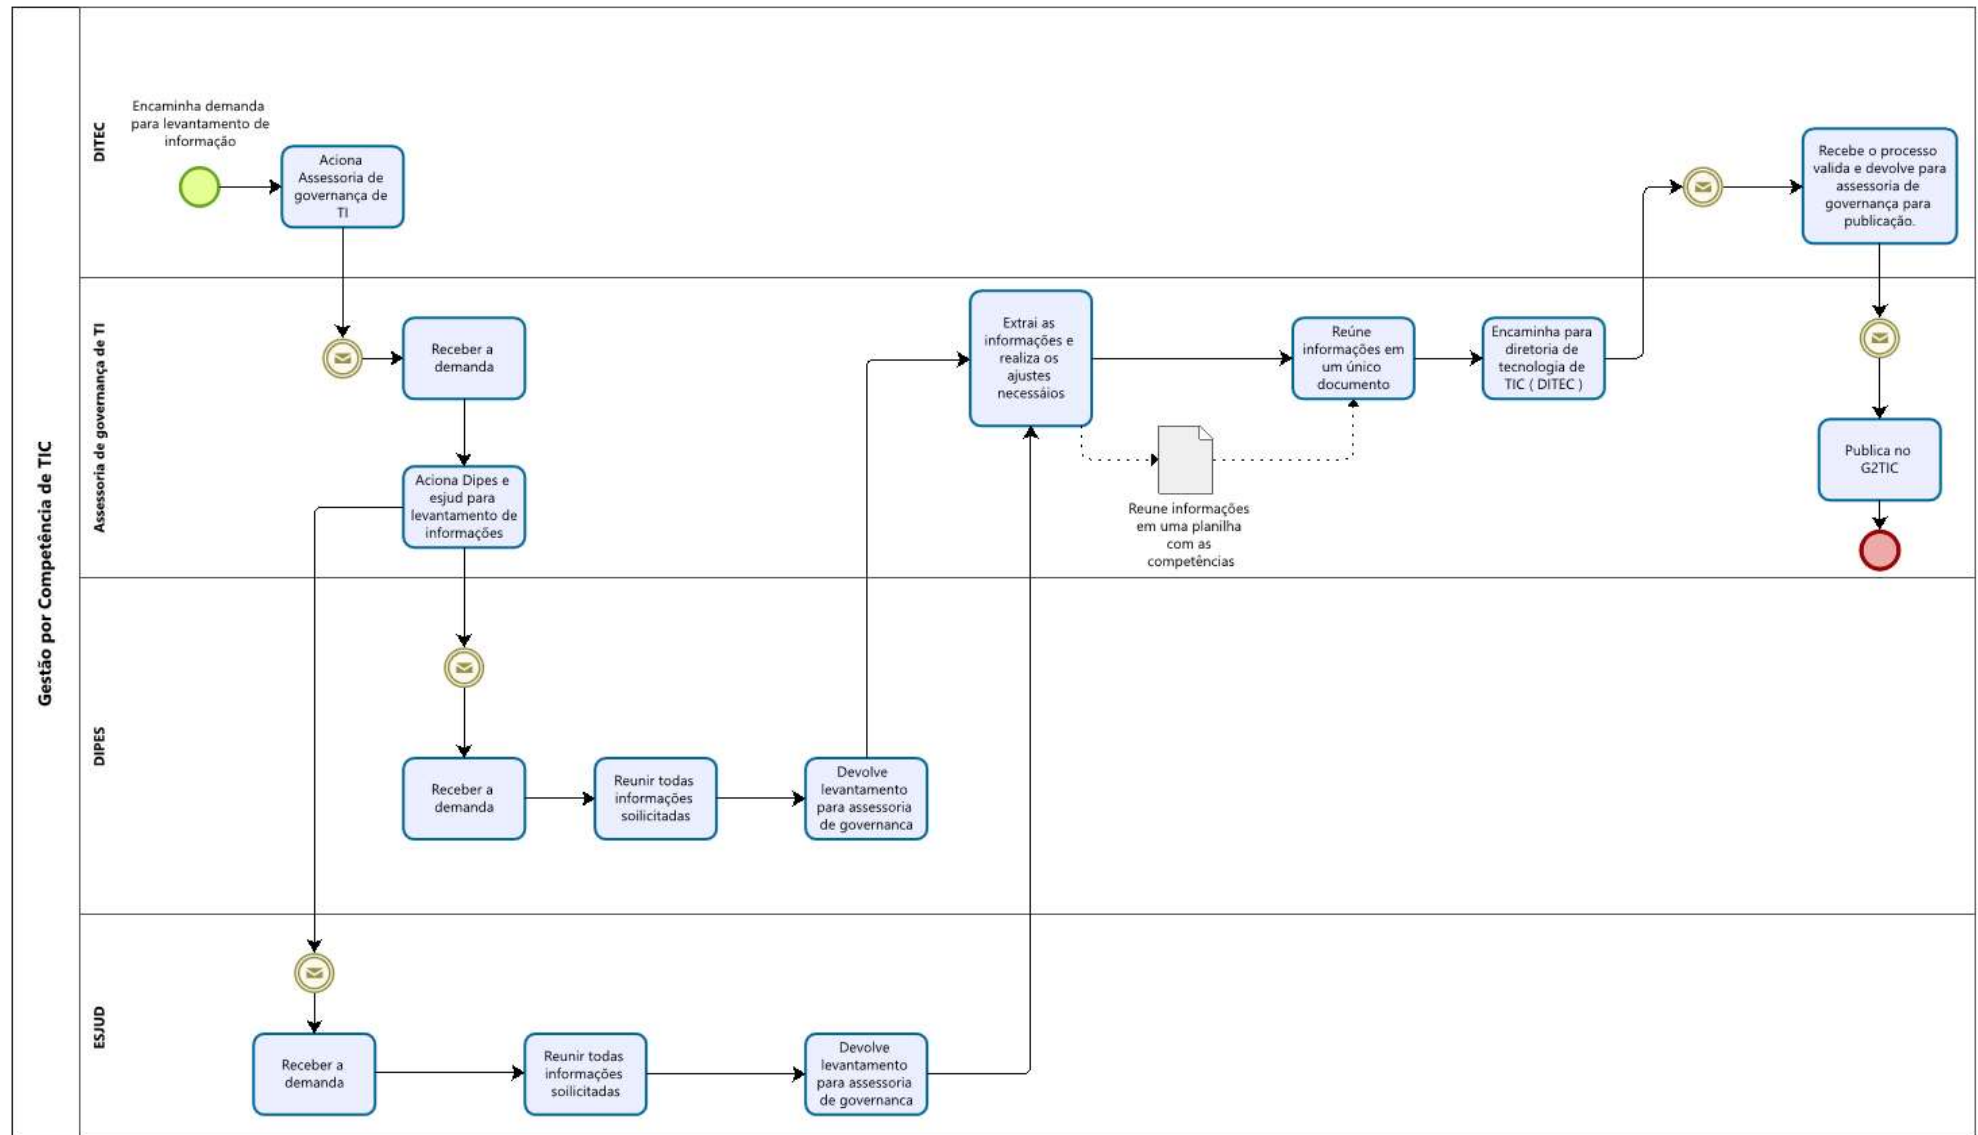 Gestão por Competência de TIC
DITEC
Encaminha demanda
para levantamento de
informação
Aciona
Assessoria de
governança de
TI
Recebe o processo
valida e devolve para
assessoria de
governança para
publicação.
Assessoria de governança de TI
Receber a
demanda
Aciona Dipes e
esjud para
levantamento de
informações
Extrai as
informações e
realiza os
ajustes
necessáios
Reune informações
em uma planilha
com as
competências
Reúne
informações em
um único
documento
Encaminha para
diretoria de
tecnologia de
TIC ( DITEC )
Publica no
G2TIC
DIPES
Receber a
demanda
Reunir todas
informações
soilicitadas
Devolve
levantamento
para assessoria
de governanca
ESJUD
Receber a
demanda
Reunir todas
informações
soilicitadas
Devolve
levantamento
para assessoria
de governanca